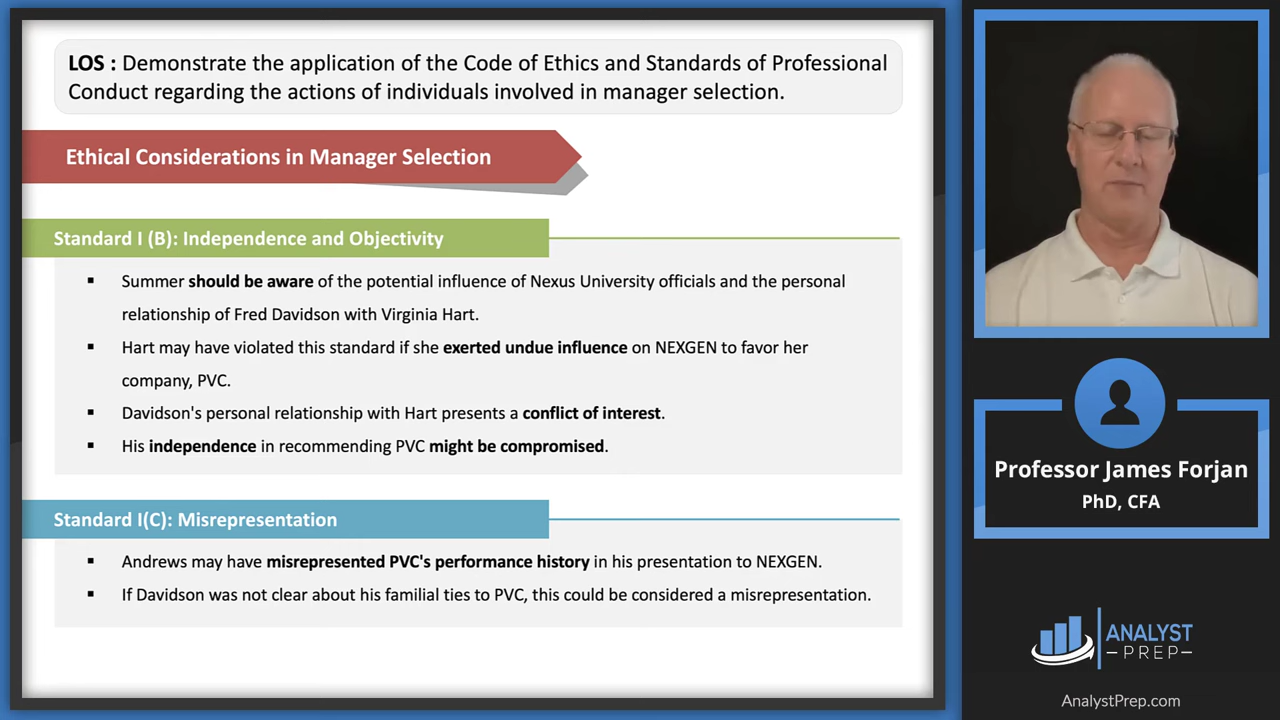 LOS : Demonstrate the application of the Code of Ethics and Standards of Professional
Conduct regarding the actions of individuals involved in manager selection.
Ethical Considerations in Manager Selection
Standard I (B): Independence and Objectivity
▪ Summer should be aware of the potential influence of Nexus University officials and the personal
relationship of Fred Davidson with Virginia Hart.
▪ Hart may have violated this standard if she exerted undue influence on NEXGEN to favor her
company, PVC.
▪ Davidson's personal relationship with Hart presents a conflict of interest.
▪ His independence in recommending PVC might be compromised.
Standard I(C): Misrepresentation
▪ Andrews may have misrepresented PVC's performance history in his presentation to NEXGEN.
▪ If Davidson was not clear about his familial ties to PVC, this could be considered a misrepresentation.
Professor James Forjan
PhD, CFA
ANALYST
PREP
AnalystPrep.com